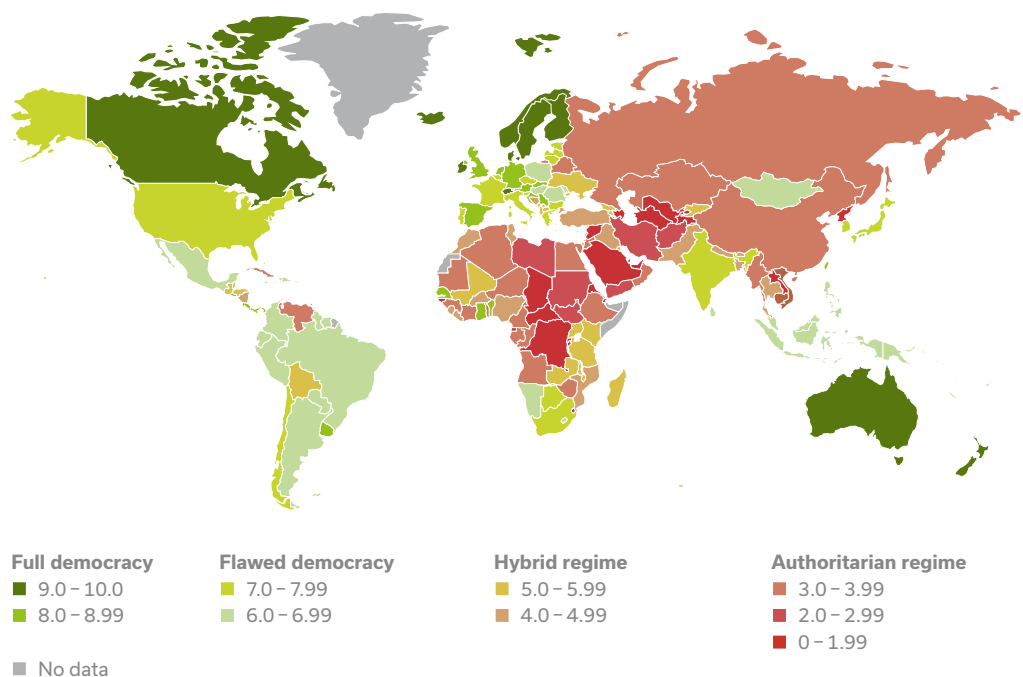 Full democracy
9.0 – 10.0
8.0 – 8.99
No data
Flawed democracy
7.0 – 7.99
6.0 – 6.99
Hybrid regime
5.0 – 5.99
4.0 – 4.99
Authoritarian regime
3.0 – 3.99
2.0 – 2.99
0 – 1.99